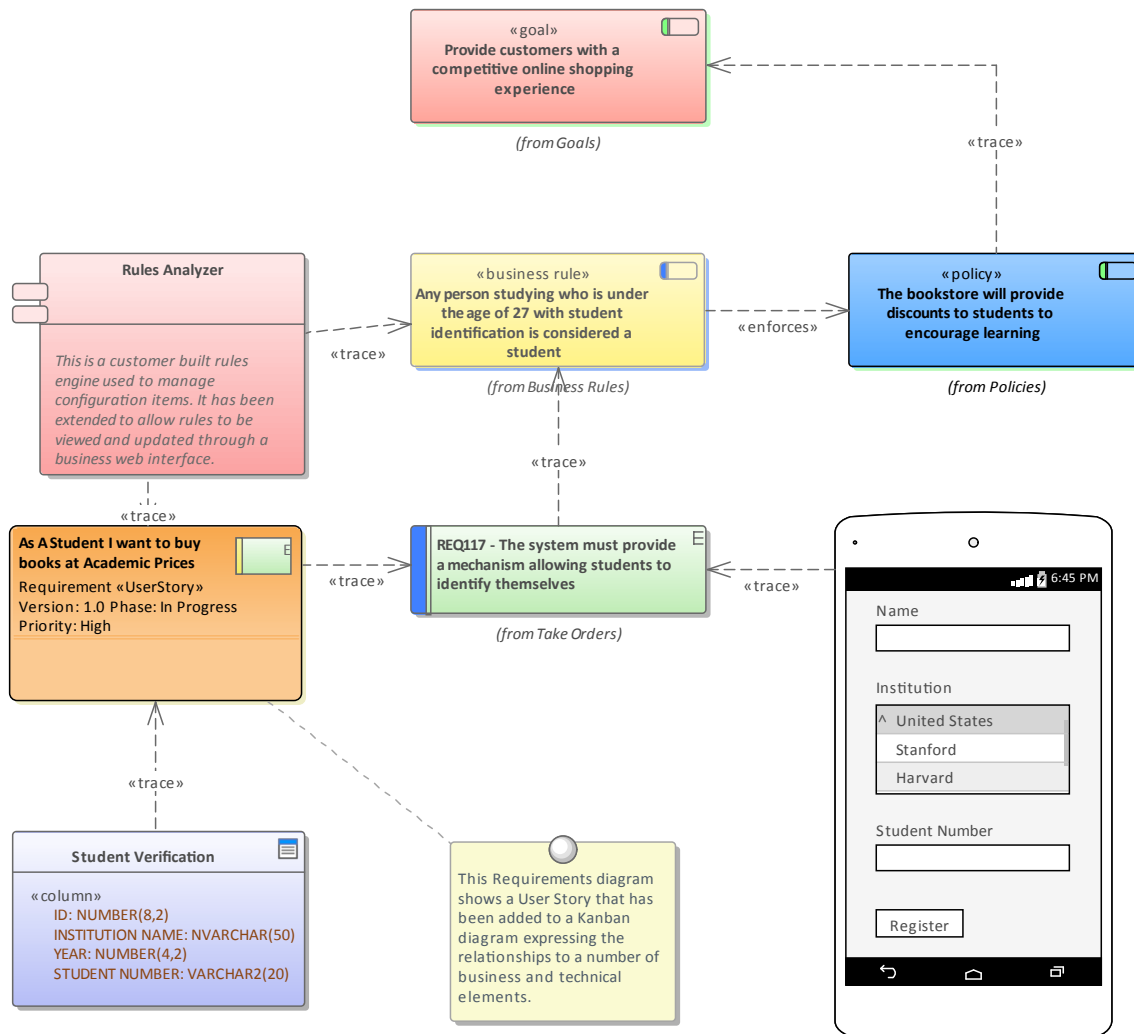 «goal»
Provide customers with a
competitive online shopping
experience
(from Goals)
«trace»
Rules Analyzer
This is a customer built rules
engine used to manage
configuration items. It has been
extended to allow rules to be
viewed and updated through a
business web interface.
«trace»
«business rule»
Any person studying who is under
the age of 27 with student
identification is considered a
student
(from Business Rules)
«enforces»
«policy»
The bookstore will provide
discounts to students to
encourage learning
(from Policies)
«trace»
«trace»
As A Student I want to buy
books at Academic Prices
Requirement «UserStory»
Version: 1.0 Phase: In Progress
Priority: High
E
«trace»
REQ117 - The system must provide
a mechanism allowing students to
identify themselves
E
(from Take Orders)
«trace»
6:45 PM
Name
Institution
^ United States
Stanford
Harvard
Student Number
Register
«trace»
Student Verification
«column»
ID: NUMBER(8,2)
INSTITUTION NAME: NVARCHAR(50)
YEAR: NUMBER(4,2)
STUDENT NUMBER: VARCHAR2(20)
This Requirements diagram
shows a User Story that has
been added to a Kanban
diagram expressing the
relationships to a number of
business and technical
elements.